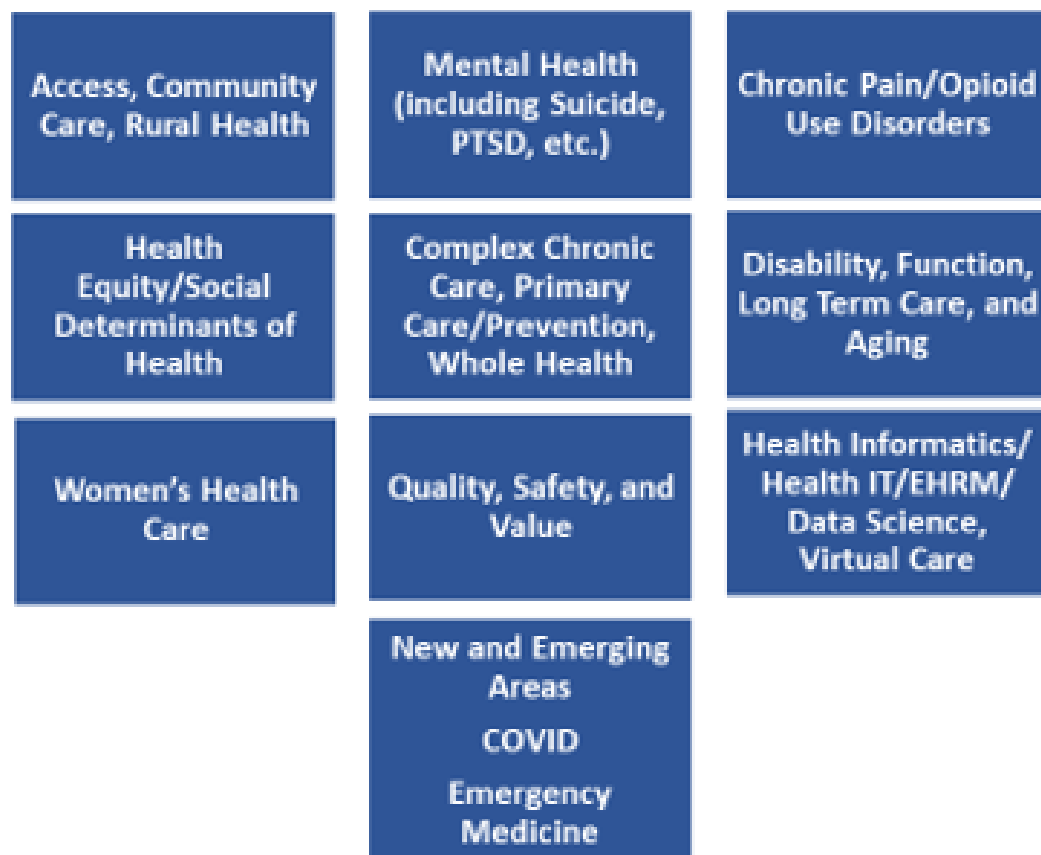 Access, Community
Care, Rural Health
Mental Health
(including Suicide,
PTSD, etc.)
Chronic Pain/Opioid
Use Disorders
Health
Equity/Social
Determinants of
Health
Complex Chronic
Care, Primary
Care/Prevention,
Whole Health
Disability, Function,
Long Term Care, and
Aging
Women's Health
Care
Quality, Safety, and
Value
Health Informatics/
Health IT/EHRM/
Data Science,
Virtual Care
New and Emerging
Areas
COVID
Emergency
Medicine